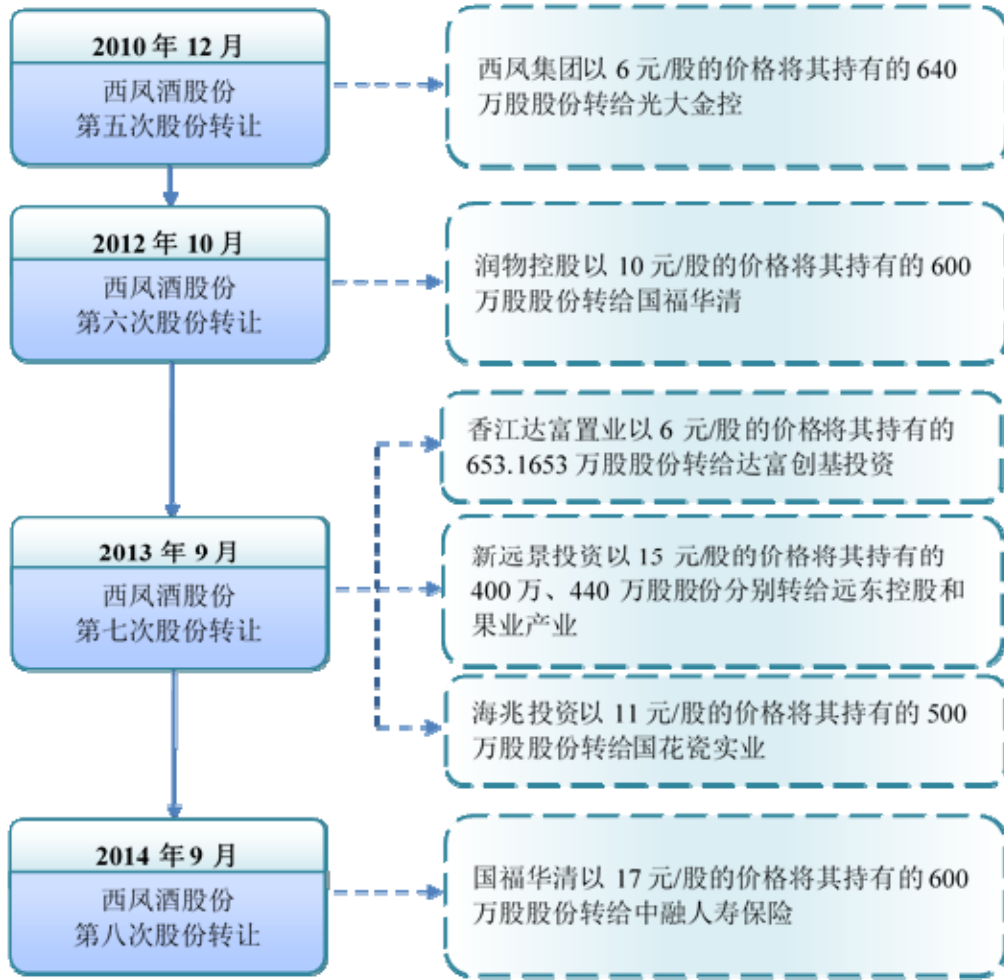 2010 年 12 月
西凤酒股份
第五次股份转让
西凤集团以 6 元/股的价格将其持有的 640
万股股份转给光大金控
2012 年 10 月
西凤酒股份
第六次股份转让
润物控股以 10 元/股的价格将其持有的 600
万股股份转给国福华清
2013 年 9 月
西凤酒股份
第七次股份转让
香江达富置业以 6 元/股的价格将其持有的
653.1653 万股股份转给达富创基投资
新远景投资以 15 元/股的价格将其持有的
400 万、440 万股股份分别转给远东控股和
果业产业
海兆投资以 11 元/股的价格将其持有的 500
万股股份转给国花瓷实业
2014 年 9 月
西凤酒股份
第八次股份转让
国福华清以 17 元/股的价格将其持有的 600
万股股份转给中融人寿保险